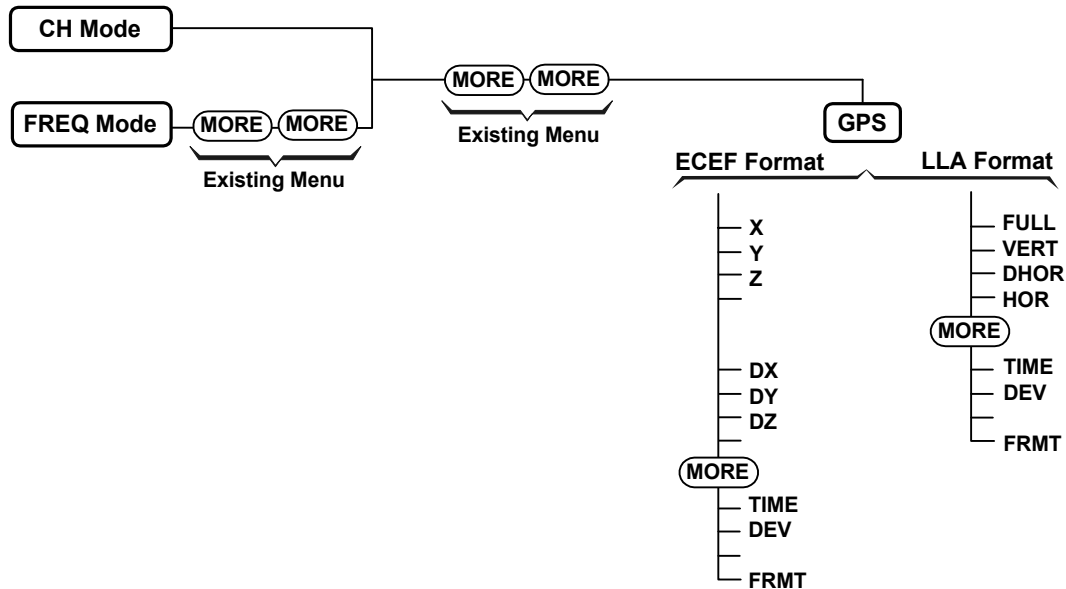 CH Mode
MORE MORE
Existing Menu
FREQ Mode MORE MORE
Existing Menu
GPS
ECEF Format
X
Y
Z
DX
DY
DZ
MORE
TIME
DEV
FRMT
LLA Format
FULL
VERT
DHOR
HOR
MORE
TIME
DEV
FRMT